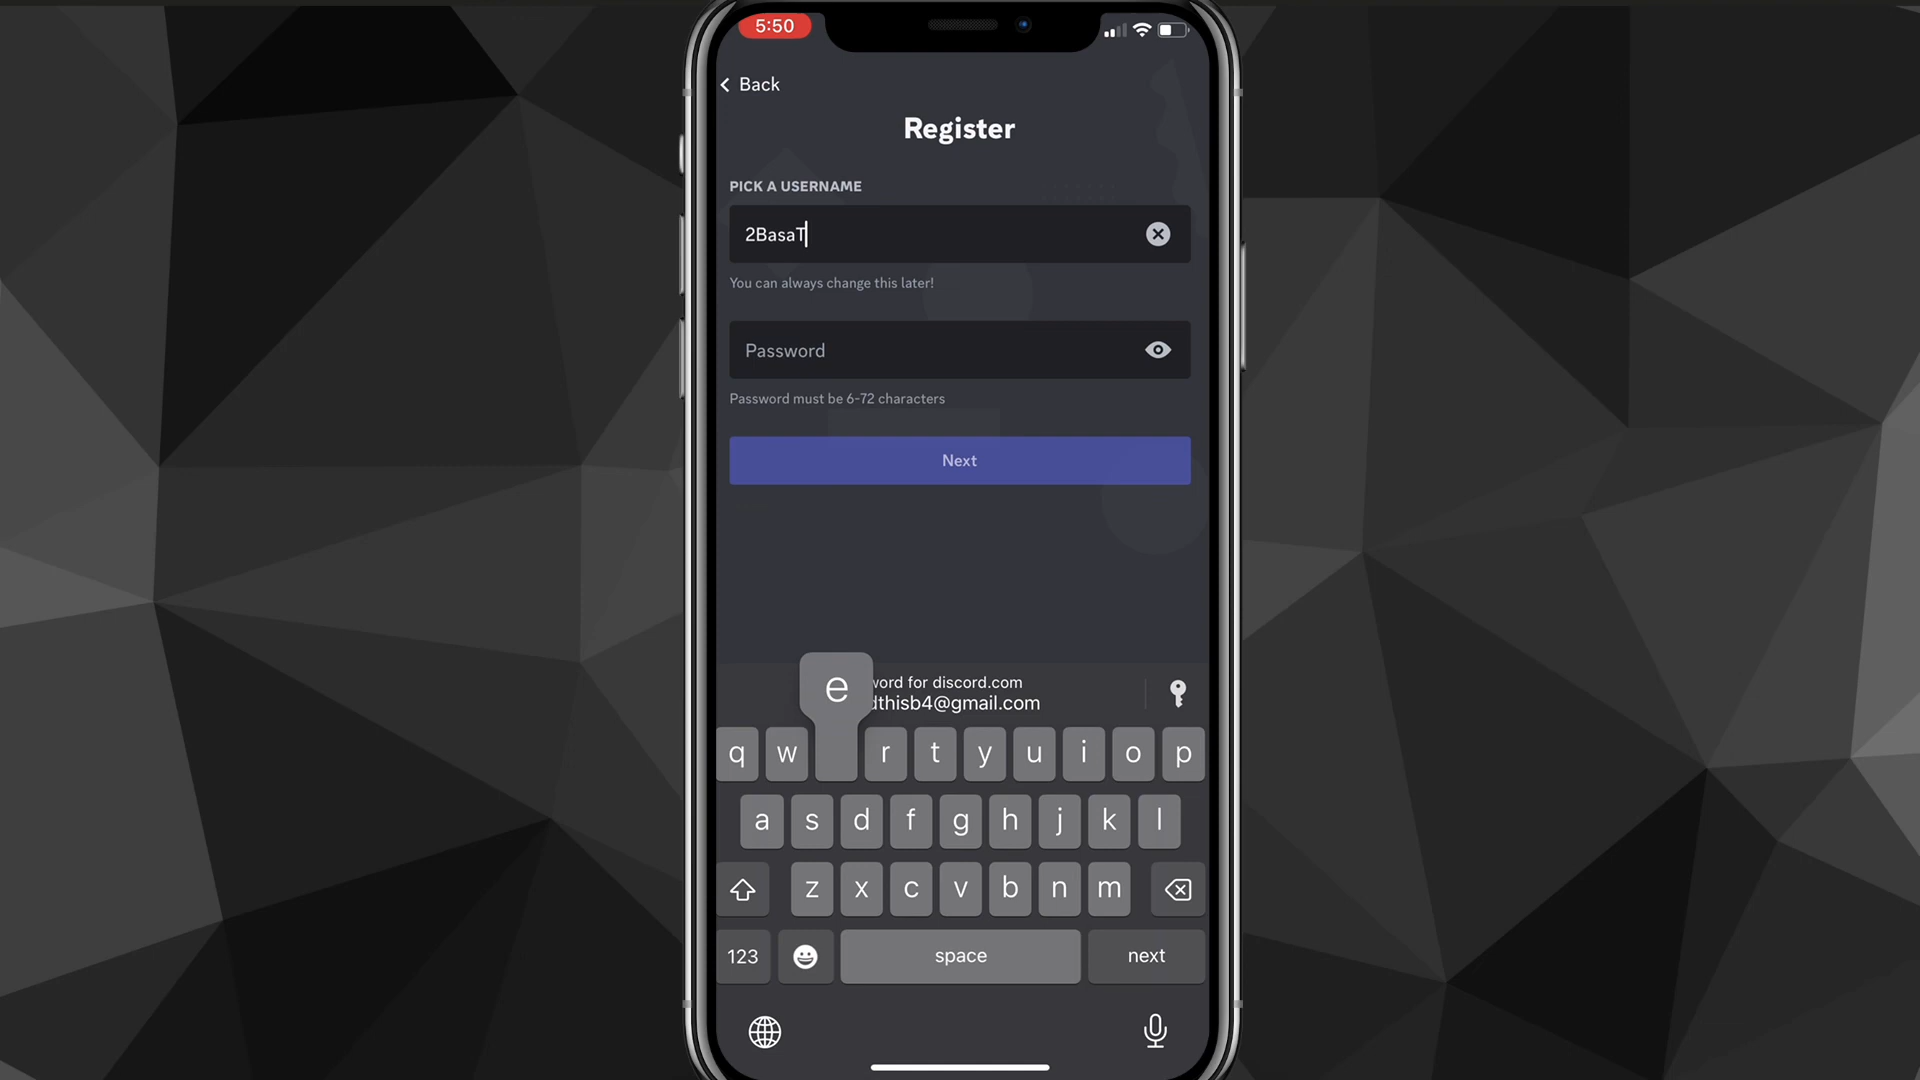 5:50
Back
Register
PICK A USERNAME
2BasaT
You can always change this later!
Password
Password must be 6-72 characters
Next
e
word for discord.com
dthisb4@gmail.com
q w r t y u i o p
a s d f g h j k l
z x c v b n m
123 space next